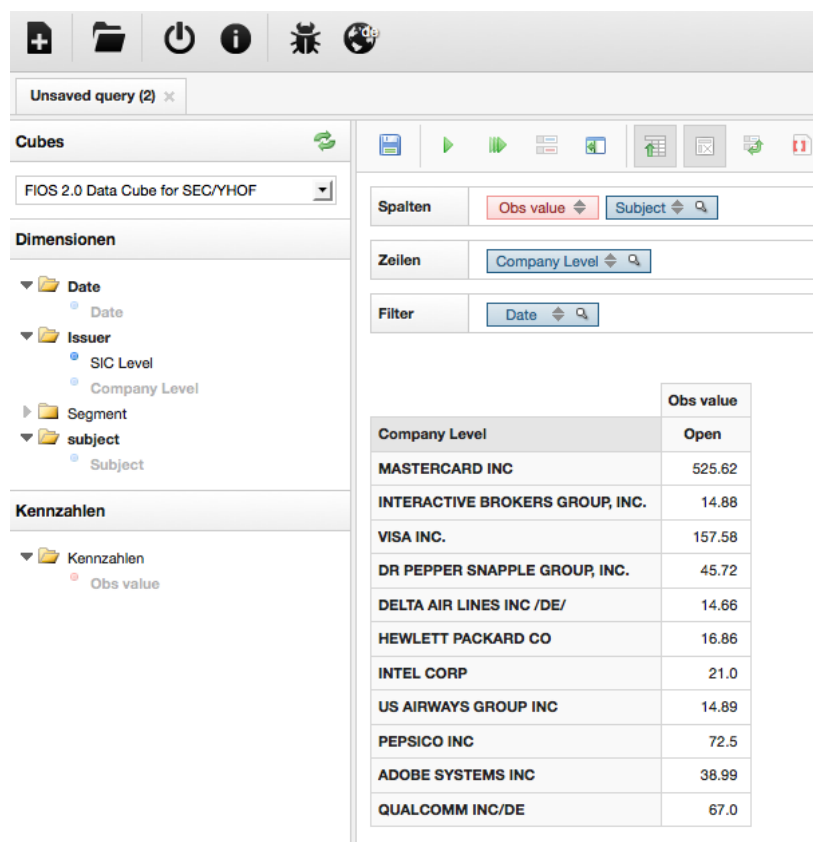 de
Unsaved query (2) ×
Cubes
FIOS 2.0 Data Cube for SEC/YHOF
Dimensionen
Date
Date
Issuer
SIC Level
Company Level
Segment
subject
Subject
Kennzahlen
Kennzahlen
Obs value
Spalten Obs value Subject
Zeilen Company Level
Filter Date
Obs value
Company Level Open
MASTERCARD INC 525.62
INTERACTIVE BROKERS GROUP, INC. 14.88
VISA INC. 157.58
DR PEPPER SNAPPLE GROUP, INC. 45.72
DELTA AIR LINES INC /DE/ 14.66
HEWLETT PACKARD CO 16.86
INTEL CORP 21.0
US AIRWAYS GROUP INC 14.89
PEPSICO INC 72.5
ADOBE SYSTEMS INC 38.99
QUALCOMM INC/DE 67.0